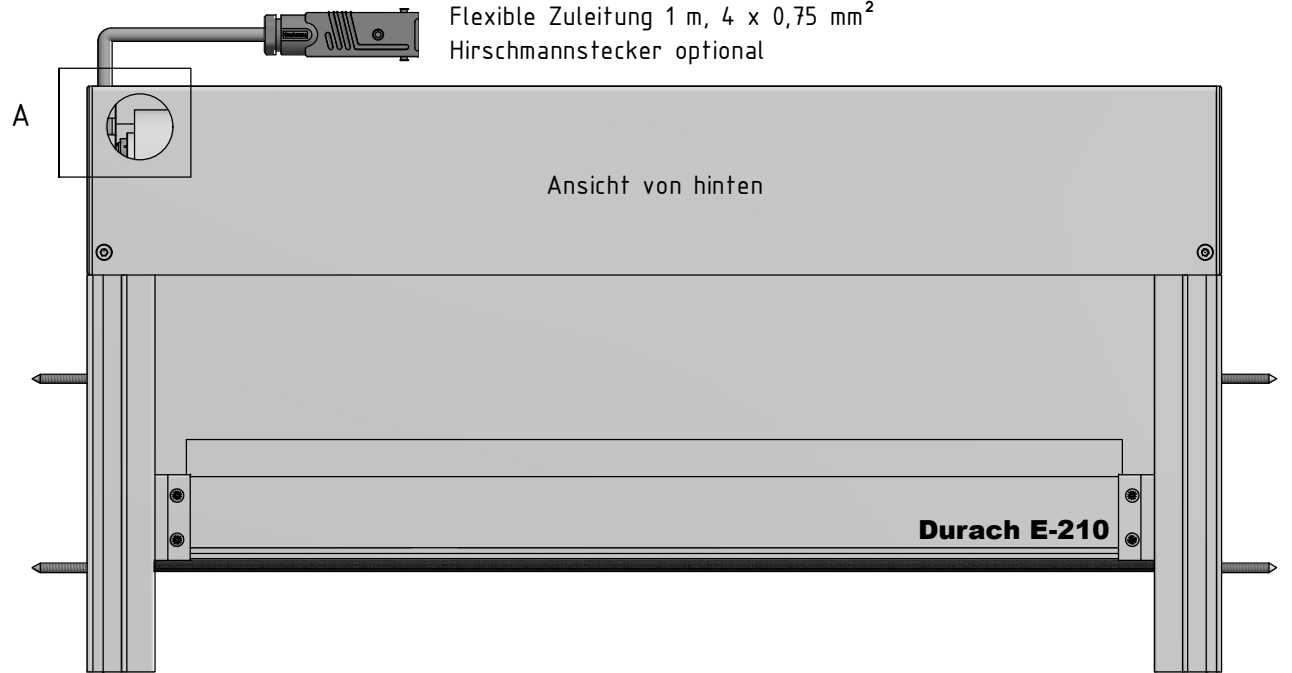 Flexible Zuleitung 1 m, 4 x 0,75 mm²
Hirschmannstecker optional
A
Ansicht von hinten
Durach E-210